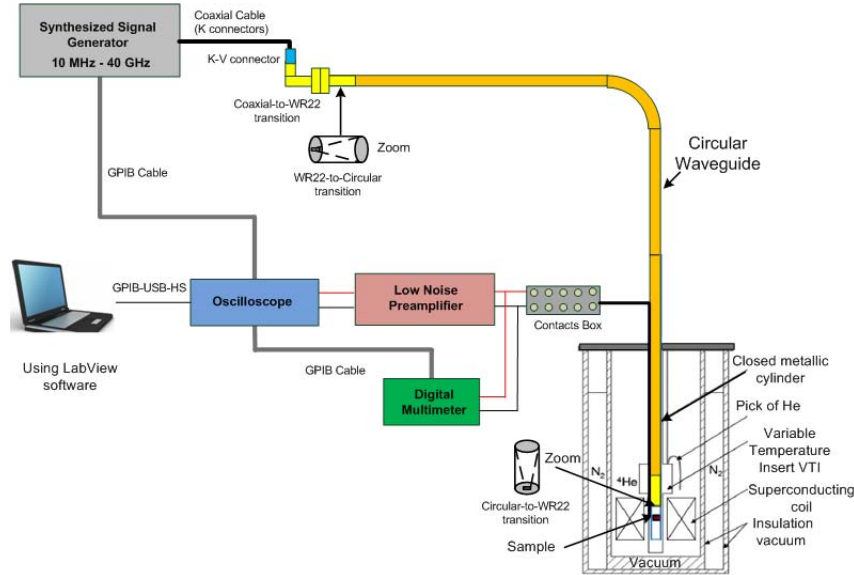 Synthesized Signal
Generator
10 MHz - 40 GHz
Coaxial Cable
(K connectors)
K-V connector
Coaxial-to-WR22
transition
Zoom
WR22-to-Circular
transition
GPIB Cable
Circular
Waveguide
GPIB-USB-HS
Oscilloscope
Low Noise
Preamplifier
Contacts Box
Using LabView
software
GPIB Cable
Digital
Multimeter
Closed metallic
cylinder
Pick of He
Variable
Temperature
Insert VTI
Superconducting
coil
Insulation
vacuum
Zoom
Circular-to-WR22
transition
N₂
⁴He
N₂
Sample
Vacuum